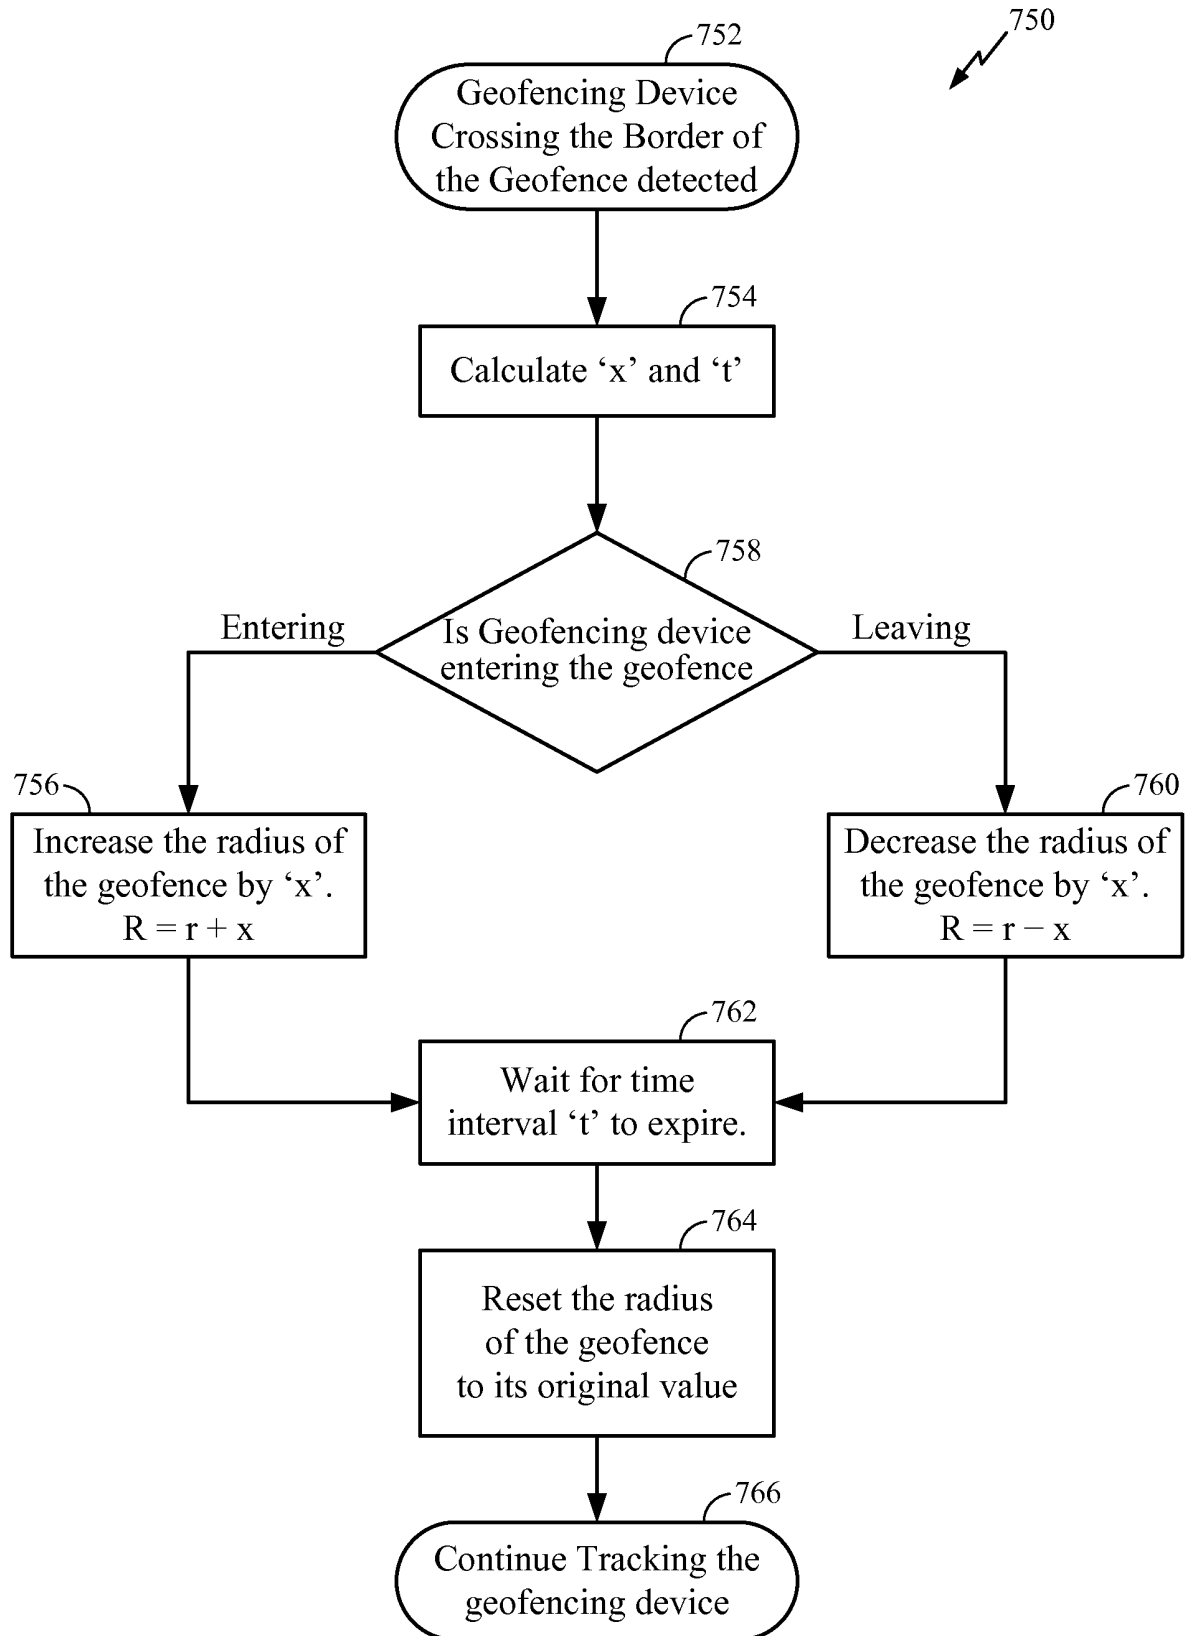 750
752
Geofencing Device
Crossing the Border of
the Geofence detected
754
Calculate ‘x’ and ‘t’
758
Is Geofencing device
entering the geofence
Entering
Leaving
756
Increase the radius of
the geofence by ‘x’.
R = r + x
760
Decrease the radius of
the geofence by ‘x’.
R = r − x
762
Wait for time
interval ‘t’ to expire.
764
Reset the radius
of the geofence
to its original value
766
Continue Tracking the
geofencing device